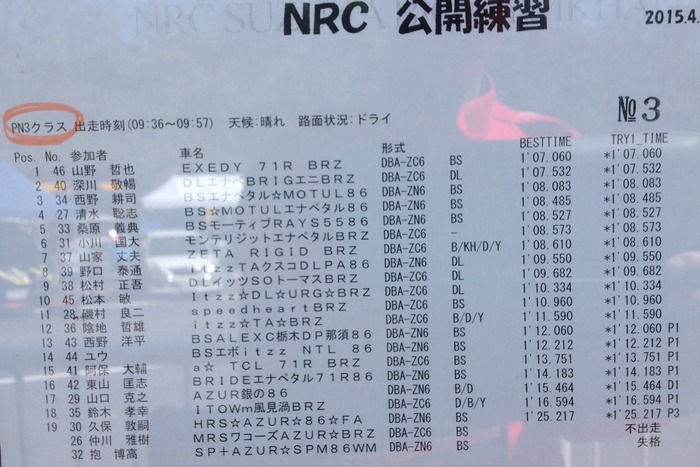 NRC 公開練習
2015.4.
№3
PN3クラス 出走時刻(09:36～09:57) 天候:晴れ 路面状況:ドライ
Pos. No. 参加者 車名 形式 BESTTIME TRY1_TIME
1 46 山野 哲也 EXEDY 71R BRZ DBA-ZC6 BS 1'07.060 *1'07.060
2 40 深川 敬暢 DLエナペBRIGエニBRZ DBA-ZC6 DL 1'07.532 *1'07.532
3 34 西野 耕司 BSエナペタル☆MOTUL86 DBA-ZN6 BS 1'08.083 *1'08.083
4 27 清水 聡志 BS☆MOTULエナペタル86 DBA-ZN6 BS 1'08.485 *1'08.485
5 33 桑原 義典 BSモーティブRAYS5586 DBA-ZN6 BS 1'08.527 *1'08.527
6 31 小川 国大 モンテリジットエナペタルBRZ DBA-ZC6 - 1'08.573 *1'08.573
7 37 山家 丈夫 ZETA RIGID BRZ DBA-ZC6 B/KH/D/Y 1'08.610 *1'08.610
8 39 野口 泰通 itzzTAクスコDLPA86 DBA-ZN6 DL 1'09.550 *1'09.550
9 38 松村 正吾 DLイッツSOトーマスBRZ DBA-ZC6 DL 1'09.682 *1'09.682
10 45 松本 敏 Itzz☆DL☆URG☆BRZ DBA-ZC6 DL 1'10.334 *1'10.334
11 28 磯村 良二 speedheartBRZ DBA-ZC6 BS 1'10.960 *1'10.960
12 36 陰地 哲雄 itzz☆TA☆BRZ DBA-ZC6 B/D/Y 1'11.590 *1'11.590
13 43 西野 洋平 BSALEXC栃木DP那須86 DBA-ZN6 BS 1'12.060 *1'12.060 P1
14 44 ユウ BSエボitzz NTL 86 DBA-ZN6 BS 1'12.212 *1'12.212 P1
15 41 阿保 大輔 a☆ TCL 71R BRZ DBA-ZC6 BS 1'13.751 *1'13.751 P1
16 42 東山 匡志 BRIDEエナペタル71R86 DBA-ZN6 BS 1'14.183 *1'14.183 P1
17 29 山口 克之 AZUR銀の86 DBA-ZN6 B/D 1'15.464 *1'15.464 D1
18 35 鈴木 孝幸 ITOWm風見渦BRZ DBA-ZC6 D/B/Y 1'16.594 *1'16.594 P1
19 30 久保 敦嗣 HRS☆AZUR☆86☆FA DBA-ZN6 BS 1'25.217 *1'25.217 P3
26 仲川 雅樹 MRSワコーズAZUR☆BRZ DBA-ZC6 BS 不出走
32 抱 博高 SP+AZUR☆SPM86WM DBA-ZN6 BS 失格